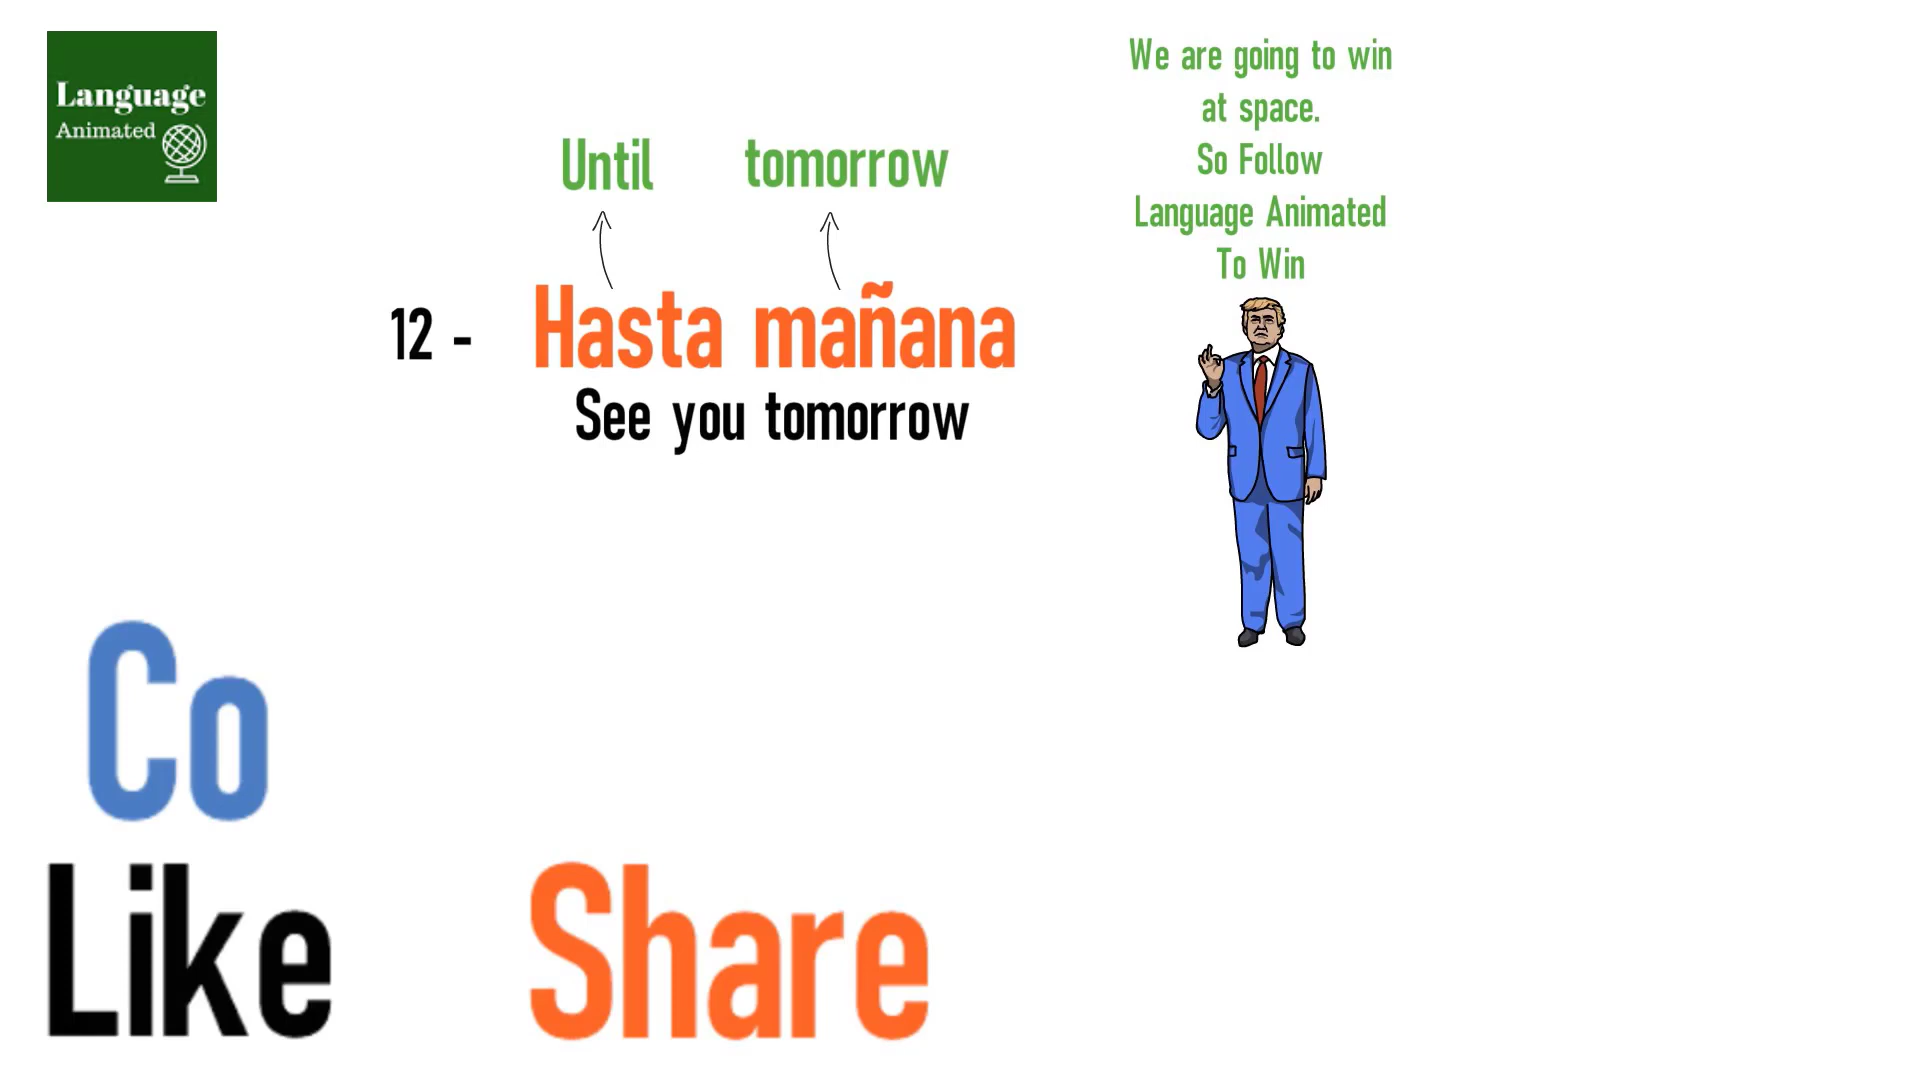 Language
Animated
We are going to win
at space.
So Follow
Language Animated
To Win
Until tomorrow
12 - Hasta mañana
See you tomorrow
Co
Like Share